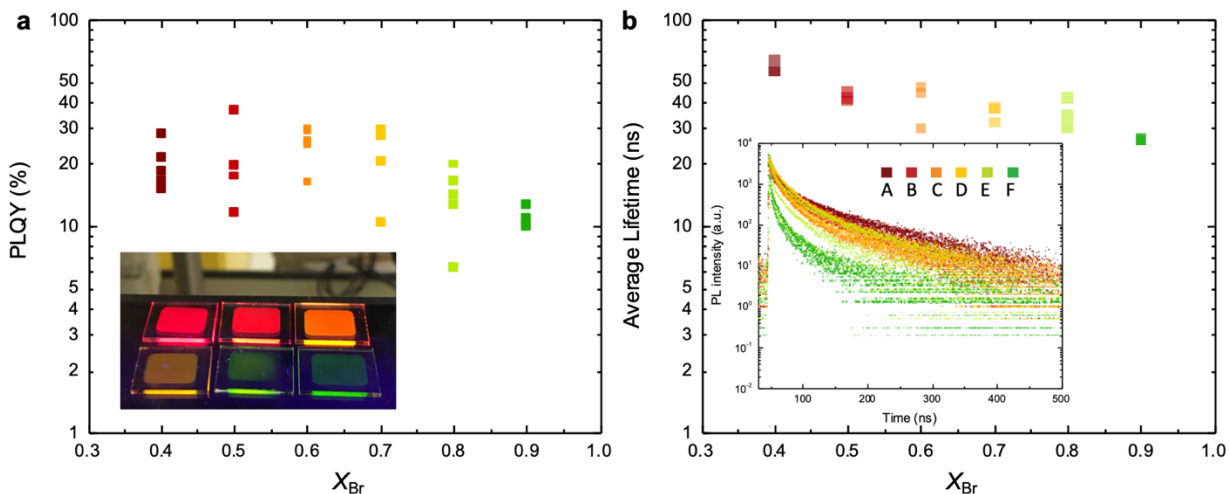 a
PLQY (%)
100
50
40
30
20
10
5
4
3
2
1
0.3 0.4 0.5 0.6 0.7 0.8 0.9 1.0
XBr
b
Average Lifetime (ns)
100
50
40
30
20
10
5
4
3
2
1
0.3 0.4 0.5 0.6 0.7 0.8 0.9 1.0
XBr
PL intensity (a.u.)
10⁴
10³
10²
10¹
10⁰
10⁻¹
10⁻²
A B C D E F
100 200 300 400 500
Time (ns)